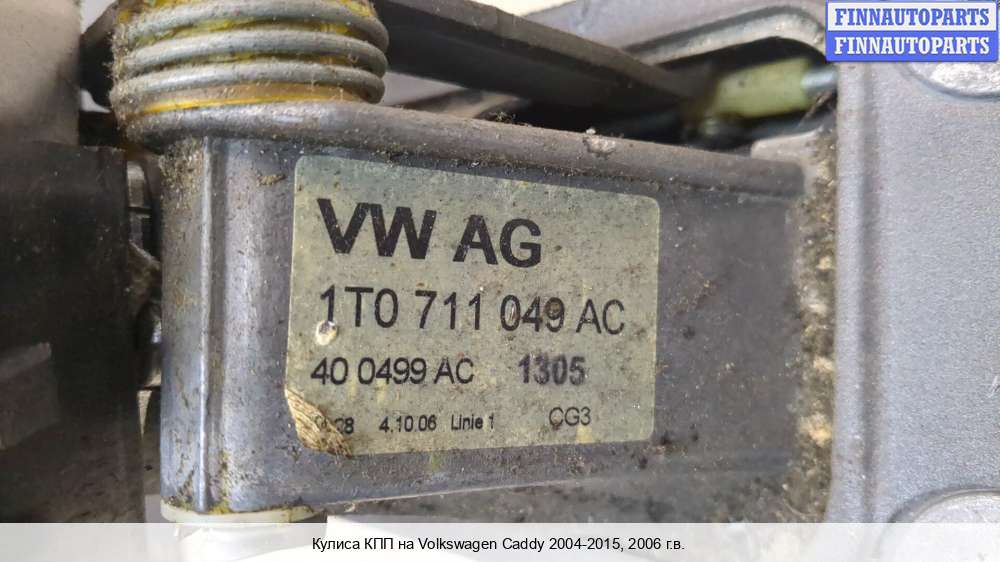 FINNAUTOPARTS
FINNAUTOPARTS
VW AG
1T0 711 049 AC
40 0499 AC 1305
4.10.06 Linie 1 CG3
Кулиса КПП на Volkswagen Caddy 2004-2015, 2006 г.в.